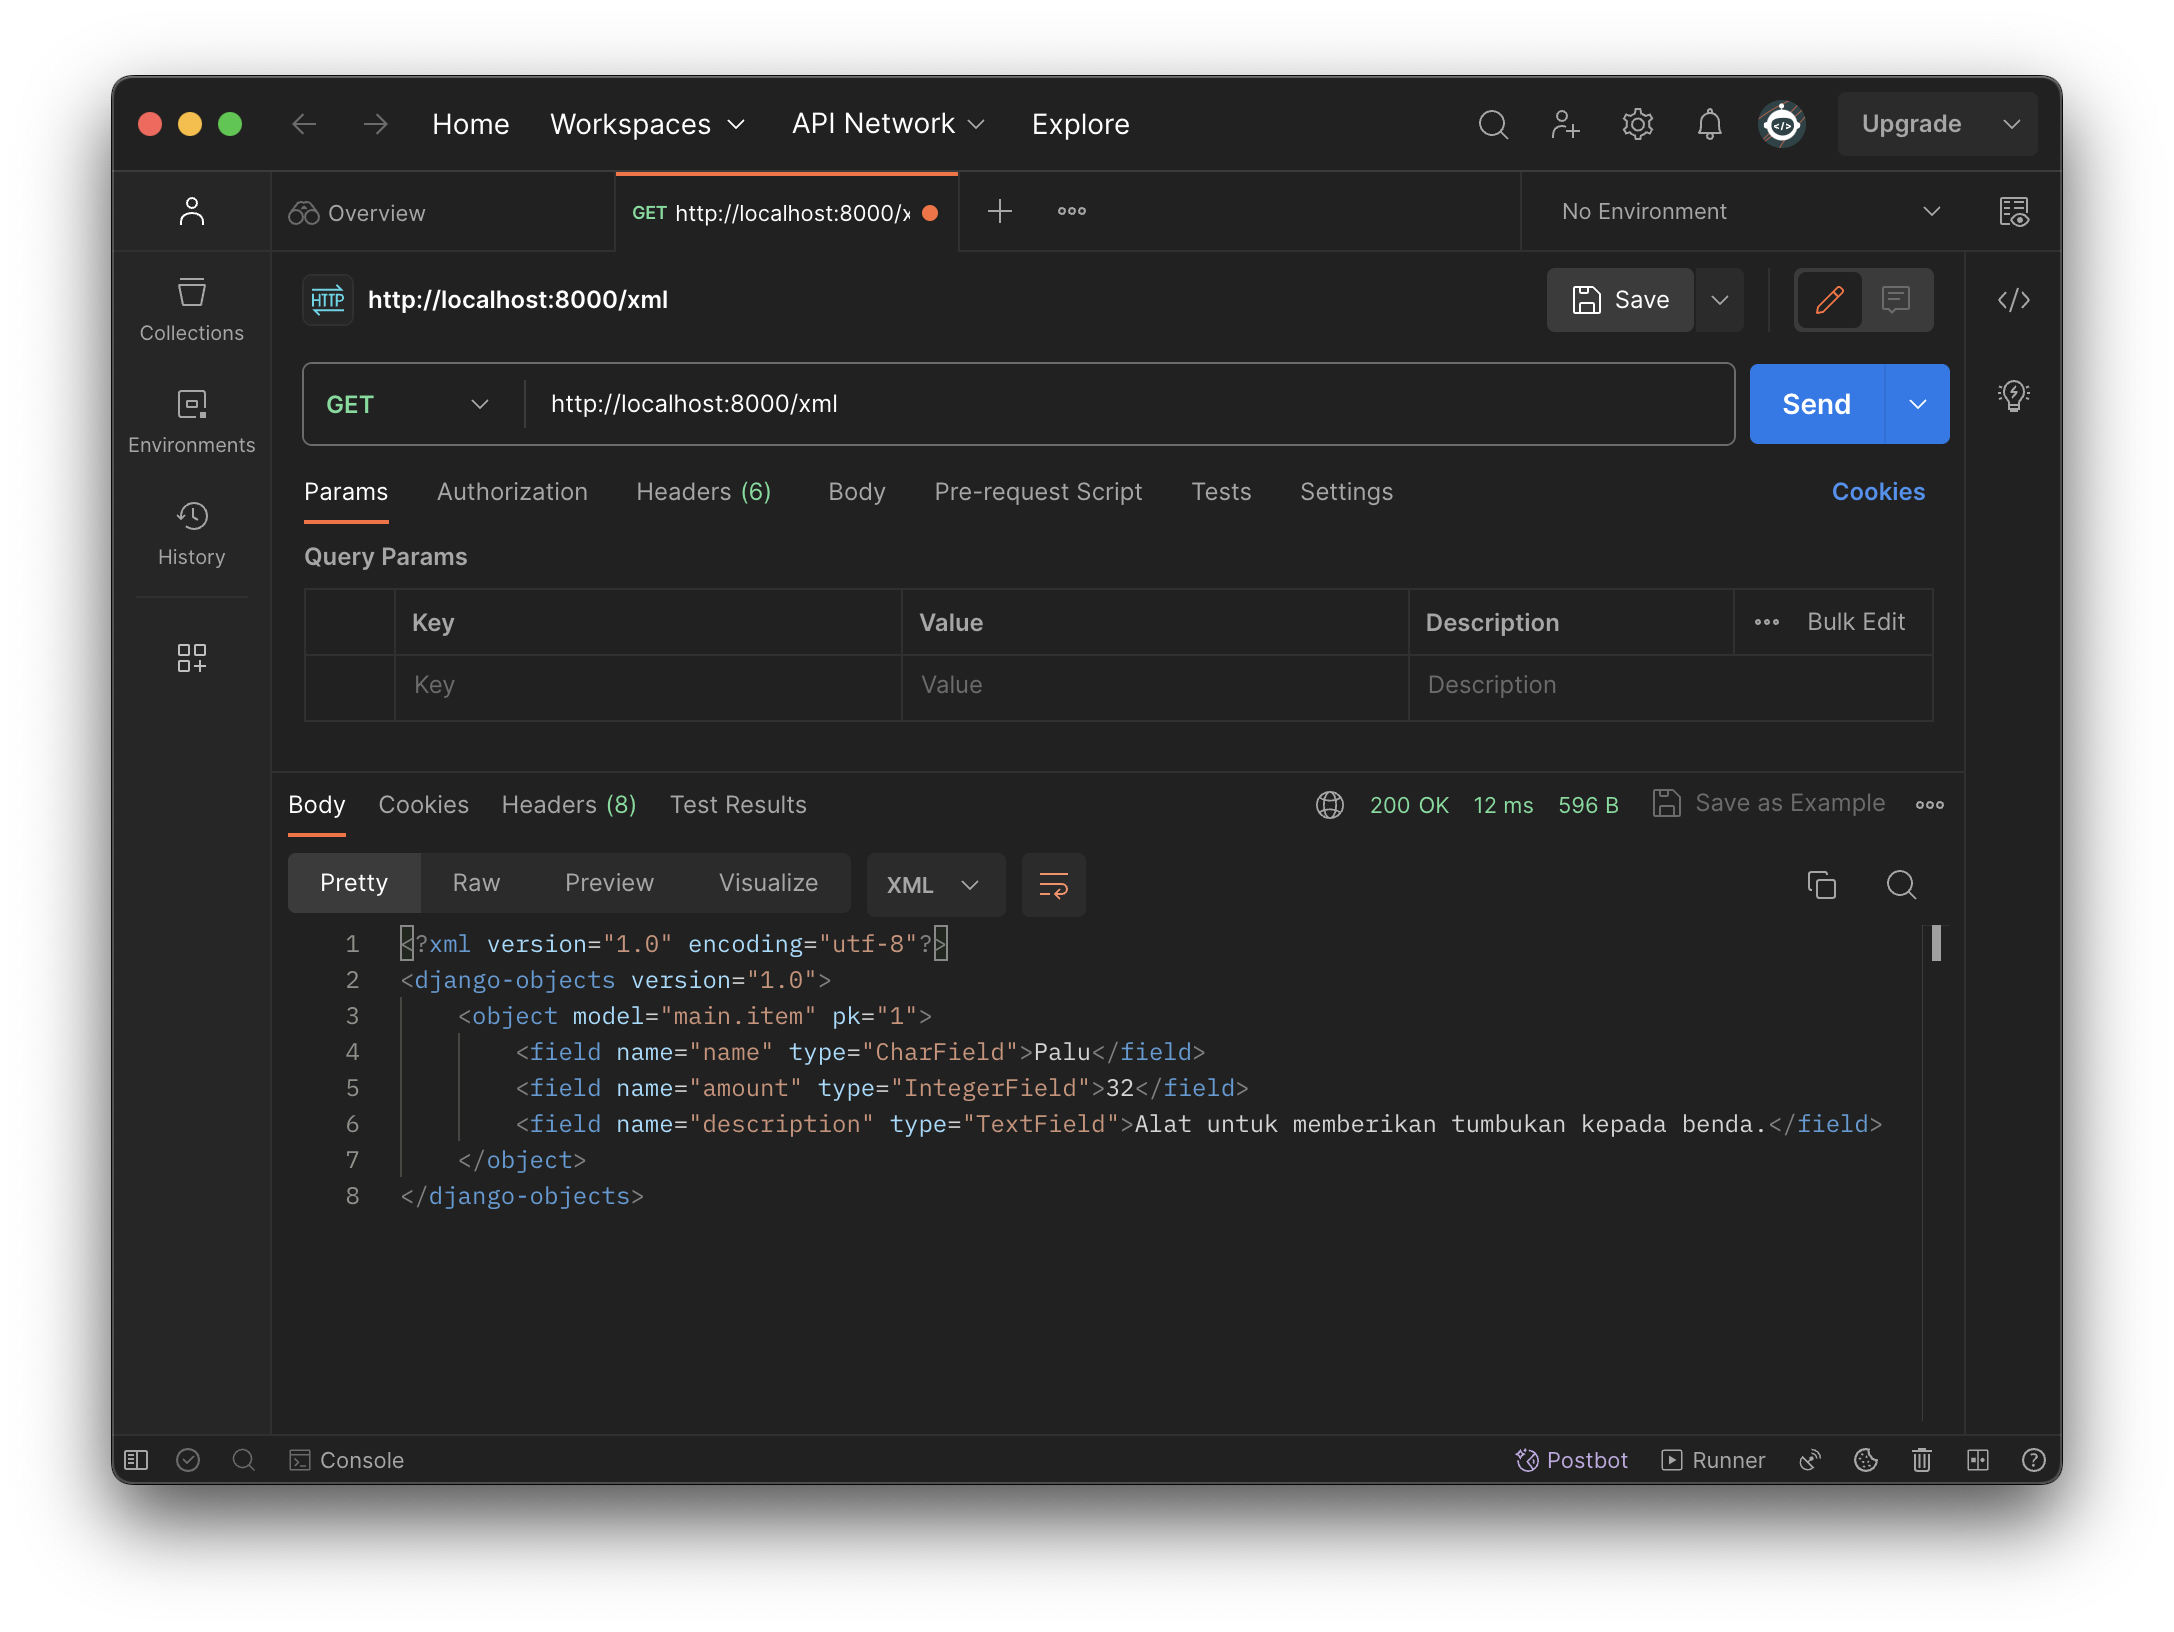 Home Workspaces API Network Explore Upgrade
Overview GET http://localhost:8000/x No Environment
HTTP http://localhost:8000/xml Save
Collections
Environments
History
GET http://localhost:8000/xml Send
Params Authorization Headers (6) Body Pre-request Script Tests Settings Cookies
Query Params
Key Value Description Bulk Edit
Key Value Description
Body Cookies Headers (8) Test Results 200 OK 12 ms 596 B Save as Example
Pretty Raw Preview Visualize XML
1 <?xml version="1.0" encoding="utf-8"?>
2 <django-objects version="1.0">
3 <object model="main.item" pk="1">
4 <field name="name" type="CharField">Palu</field>
5 <field name="amount" type="IntegerField">32</field>
6 <field name="description" type="TextField">Alat untuk memberikan tumbukan kepada benda.</field>
7 </object>
8 </django-objects>
Console Postbot Runner